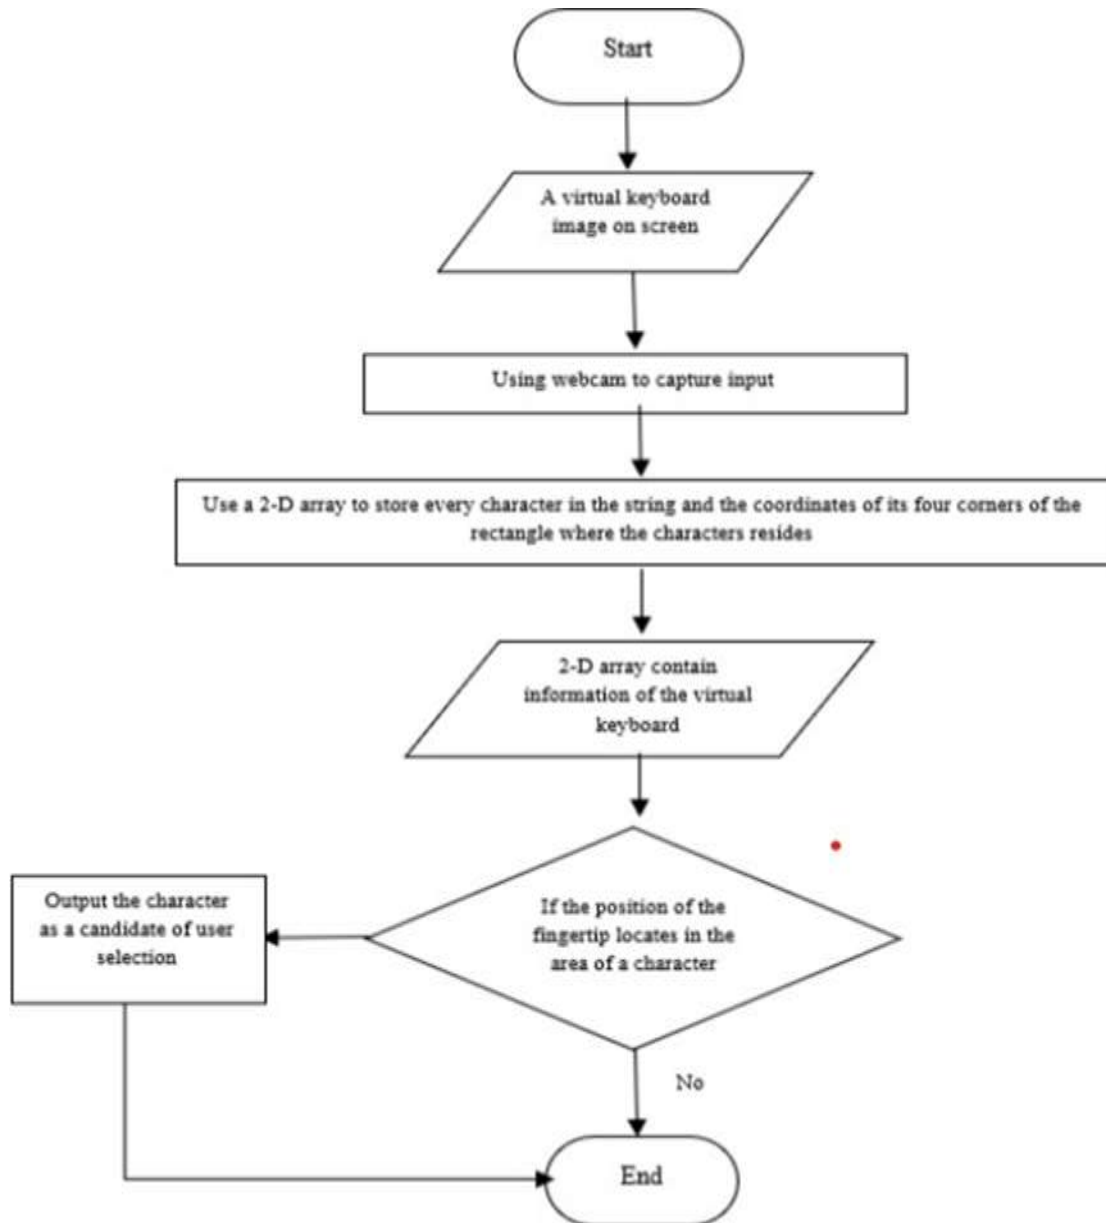 Start
A virtual keyboard
image on screen
Using webcam to capture input
Use a 2-D array to store every character in the string and the coordinates of its four corners of the
rectangle where the characters resides
2-D array contain
information of the virtual
keyboard
If the position of the
fingertip locates in the
area of a character
Output the character
as a candidate of user
selection
No
End